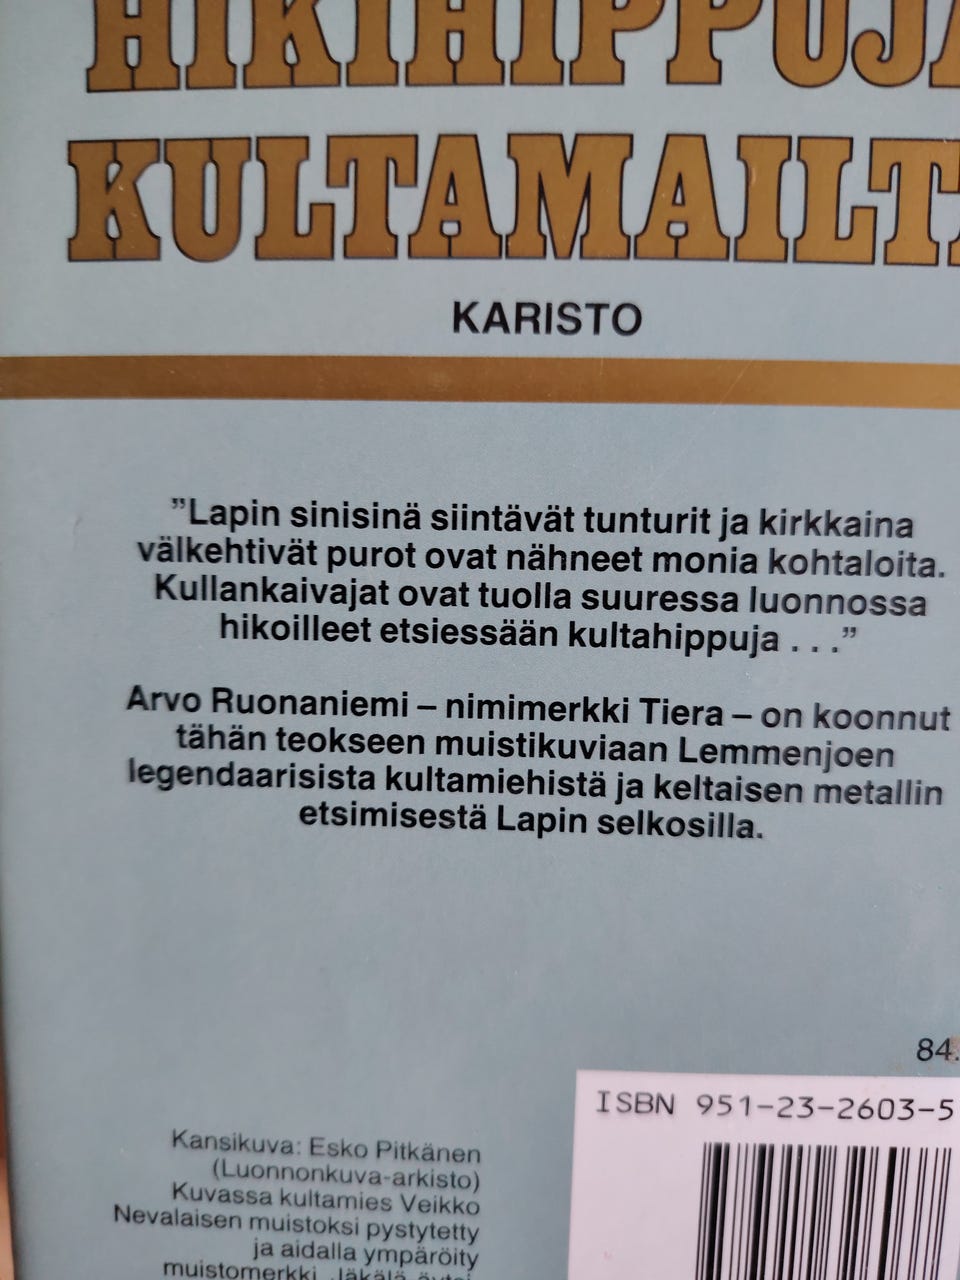 HIKIHIPPUJA
KULTAMAILTA
KARISTO
”Lapin sinisinä siintävät tunturit ja kirkkaina
välkehtivät purot ovat nähneet monia kohtaloita.
Kullankaivajat ovat tuolla suuressa luonnossa
hikoilleet etsiessään kultahippuja . . .”
Arvo Ruonaniemi – nimimerkki Tiera – on koonnut
tähän teokseen muistikuviaan Lemmenjoen
legendaarisista kultamiehistä ja keltaisen metallin
etsimisestä Lapin selkosilla.
84.
ISBN 951-23-2603-5
Kansikuva: Esko Pitkänen
(Luonnonkuva-arkisto)
Kuvassa kultamies Veikko
Nevalaisen muistoksi pystytetty
ja aidalla ympäröity
muistomerkki. Jäkälä